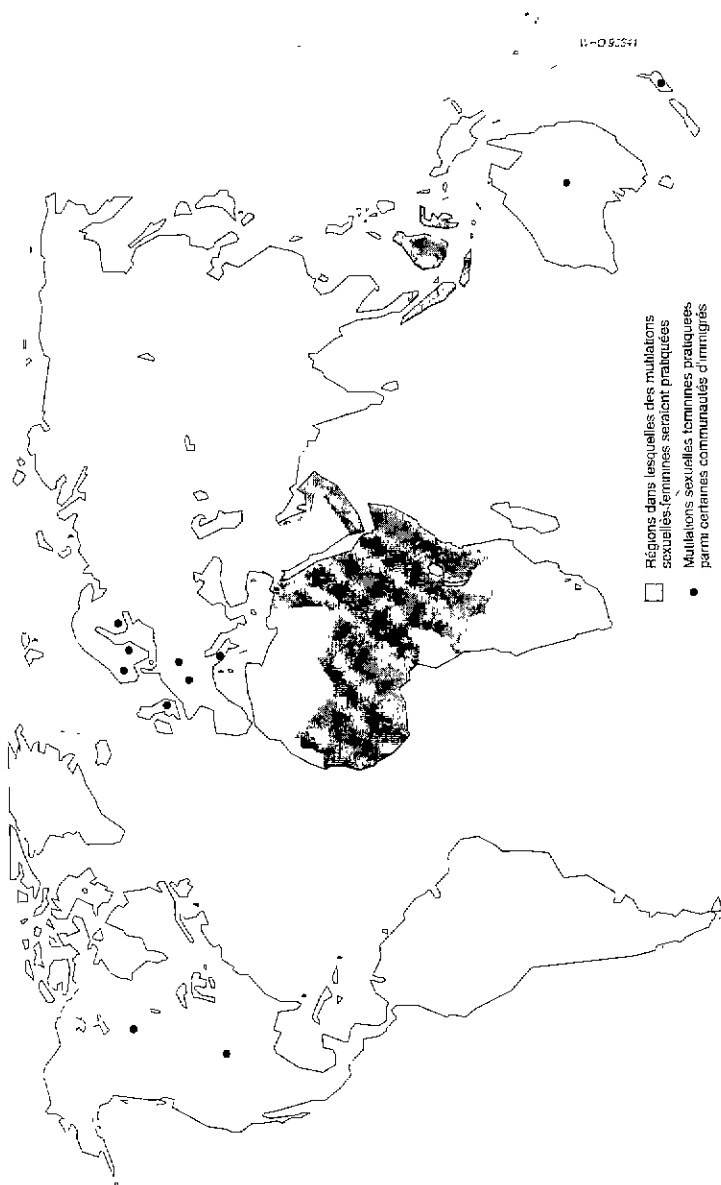 Régions dans lesquelles des mutilations
sexuelles-féminines seraient pratiquées
Mutilations sexuelles féminines pratiquées
parmi certaines communautés d'immigrés